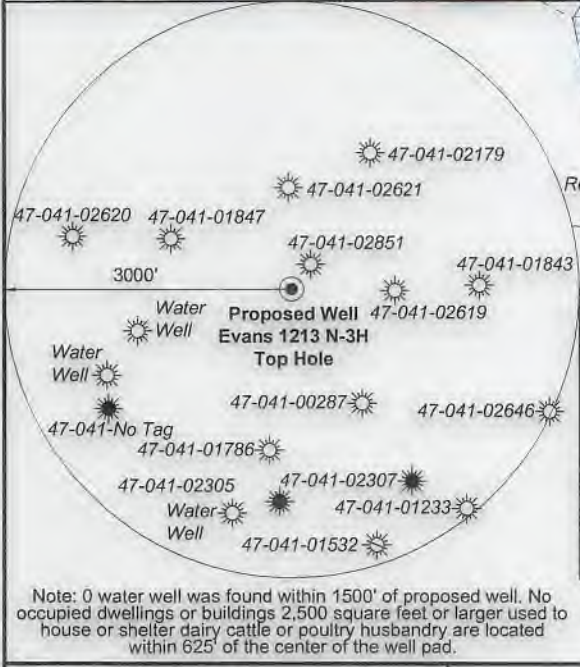 47-041-02179
47-041-02621
Re
47-041-02620
47-041-01847
47-041-02851
47-041-01843
3000'
Proposed Well
Evans 1213 N-3H
Top Hole
47-041-02619
Water
Well
Water
Well
47-041-No Tag
47-041-00287
47-041-02646
47-041-01786
47-041-02305
47-041-02307
47-041-01233
Water
Well
47-041-01532
Note: 0 water well was found within 1500' of proposed well. No
occupied dwellings or buildings 2,500 square feet or larger used to
house or shelter dairy cattle or poultry husbandry are located
within 625' of the center of the well pad.